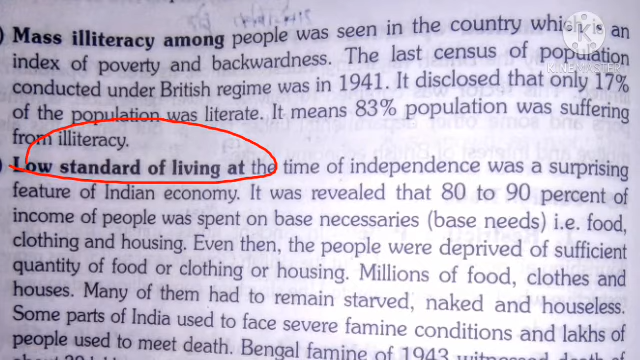 ) Mass illiteracy among people was seen in the country which is an
index of poverty and backwardness. The last census of population
conducted under British regime was in 1941. It disclosed that only 17%
of the population was literate. It means 83% population was suffering
from illiteracy.
) Low standard of living at the time of independence was a surprising
feature of Indian economy. It was revealed that 80 to 90 percent of
income of people was spent on base necessaries (base needs) i.e. food,
clothing and housing. Even then, the people were deprived of sufficient
quantity of food or clothing or housing. Millions of food, clothes and
houses. Many of them had to remain starved, naked and houseless.
Some parts of India used to face severe famine conditions and lakhs of
people used to meet death. Bengal famine of 1943 witnessed death of